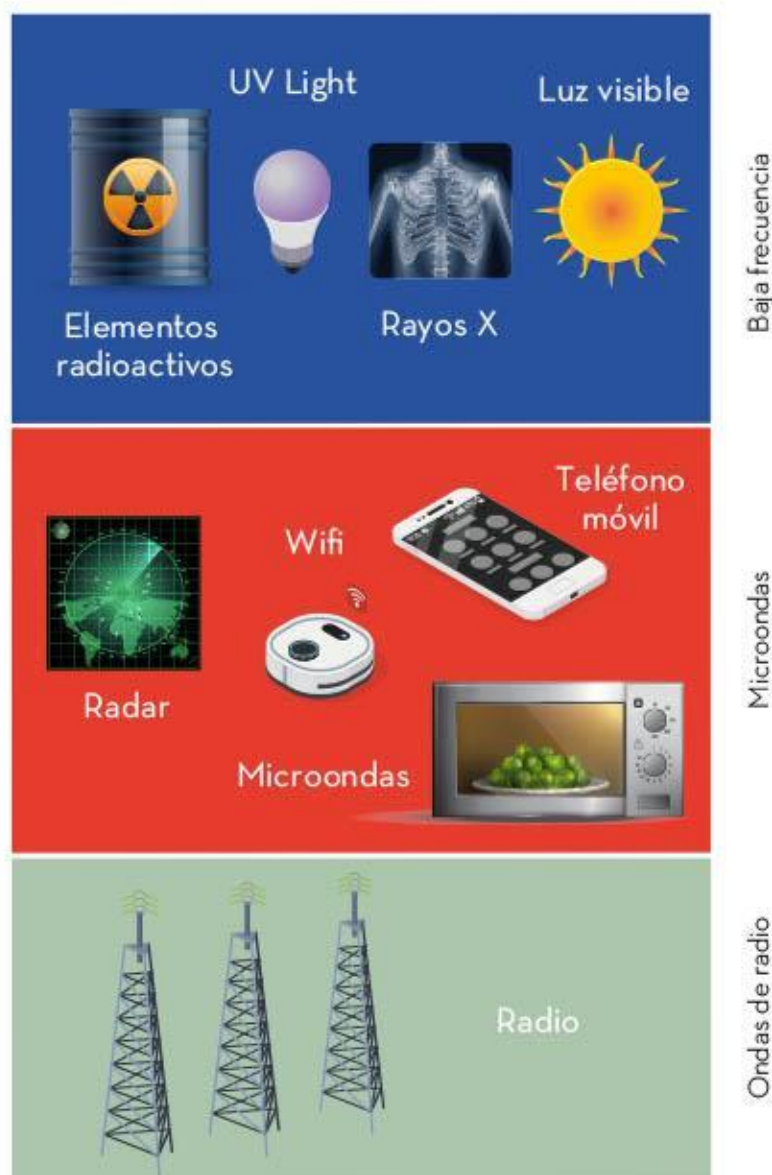 UV Light
Luz visible
Elementos
radioactivos
Rayos X
Baja frecuencia
Teléfono
móvil
Wifi
Radar
Microondas
Microondas
Radio
Ondas de radio